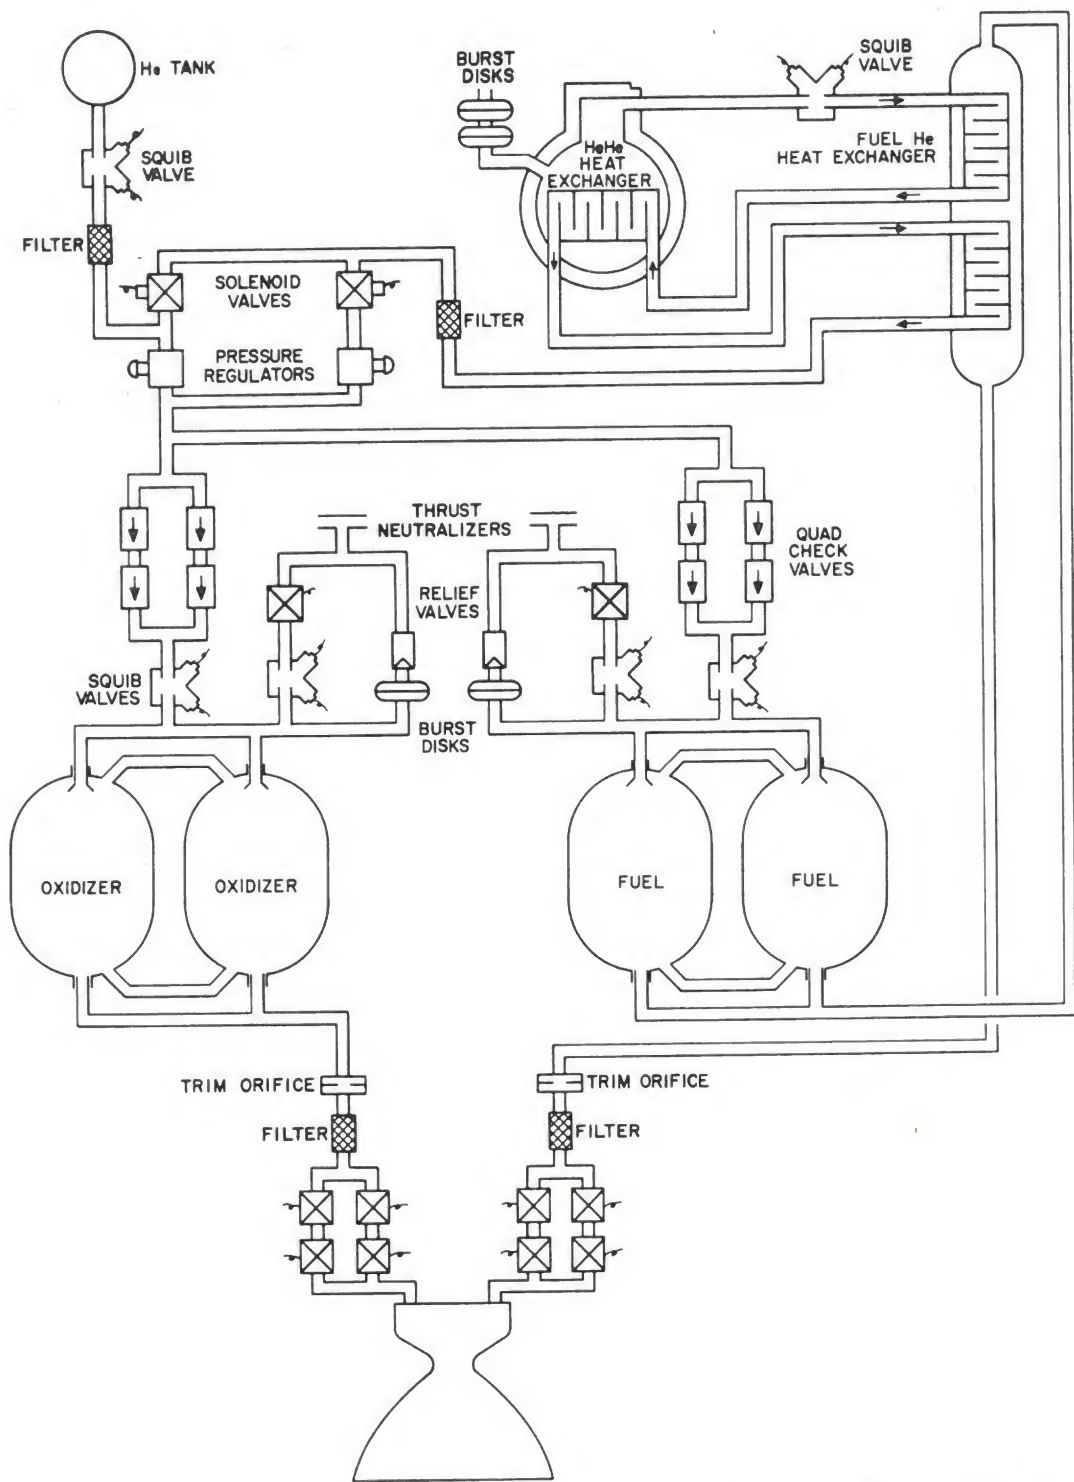 He TANK
SQUIB
VALVE
FILTER
BURST
DISKS
SQUIB
VALVE
HeHe
HEAT
EXCHANGER
FUEL He
HEAT EXCHANGER
SOLENOID
VALVES
FILTER
PRESSURE
REGULATORS
THRUST
NEUTRALIZERS
QUAD
CHECK
VALVES
RELIEF
VALVES
SQUIB
VALVES
BURST
DISKS
OXIDIZER
OXIDIZER
FUEL
FUEL
TRIM ORIFICE
TRIM ORIFICE
FILTER
FILTER